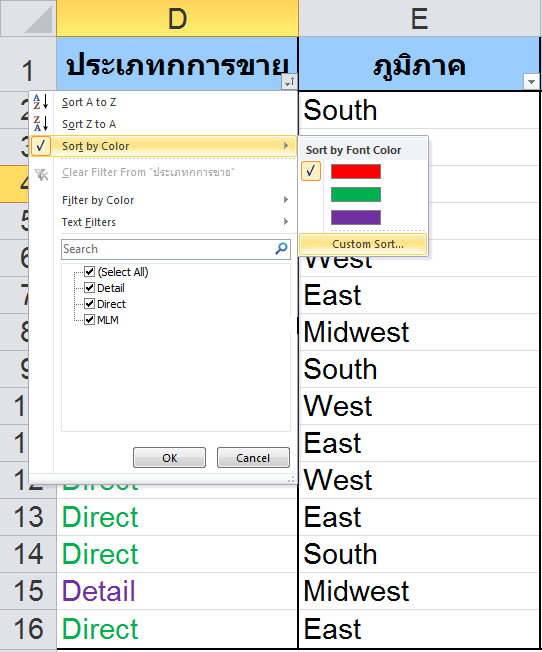 D E
1 ประเภทกการขาย ภูมิภาค
2 South
Sort A to Z
Sort Z to A
3
Sort by Color
Sort by Font Color
4
Clear Filter From "ประเภทกการขาย"
Filter by Color
5
Text Filters
Custom Sort...
Search
6 West
(Select All)
Detail
7 East
Direct
MLM
8 Midwest
9 South
1 West
1 East
OK Cancel
12 Direct West
13 Direct East
14 Direct South
15 Detail Midwest
16 Direct East